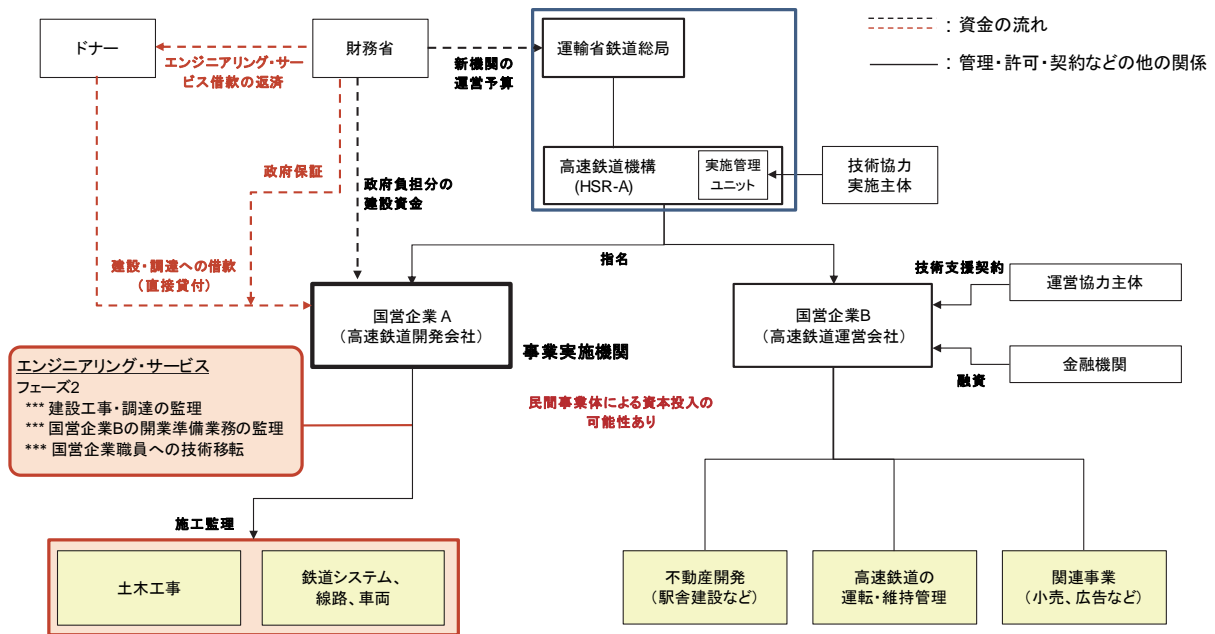 ドナー
財務省
運輸省鉄道総局
: 資金の流れ
: 管理・許可・契約などの他の関係
エンジニアリング・サー
ビス借款の返済
新機関の
運営予算
政府保証
政府負担分の
建設資金
高速鉄道機構
(HSR-A)
実施管理
ユニット
技術協力
実施主体
指名
建設・調達への借款
(直接貸付)
国営企業A
(高速鉄道開発会社)
事業実施機関
国営企業B
(高速鉄道運営会社)
技術支援契約
運営協力主体
金融機関
融資
エンジニアリング・サービス
フェーズ2
*** 建設工事・調達の監理
*** 国営企業Bの開業準備業務の監理
*** 国営企業職員への技術移転
民間事業体による資本投入の
可能性あり
施工監理
土木工事
鉄道システム、
線路、車両
不動産開発
(駅舎建設など)
高速鉄道の
運転・維持管理
関連事業
(小売、広告など)